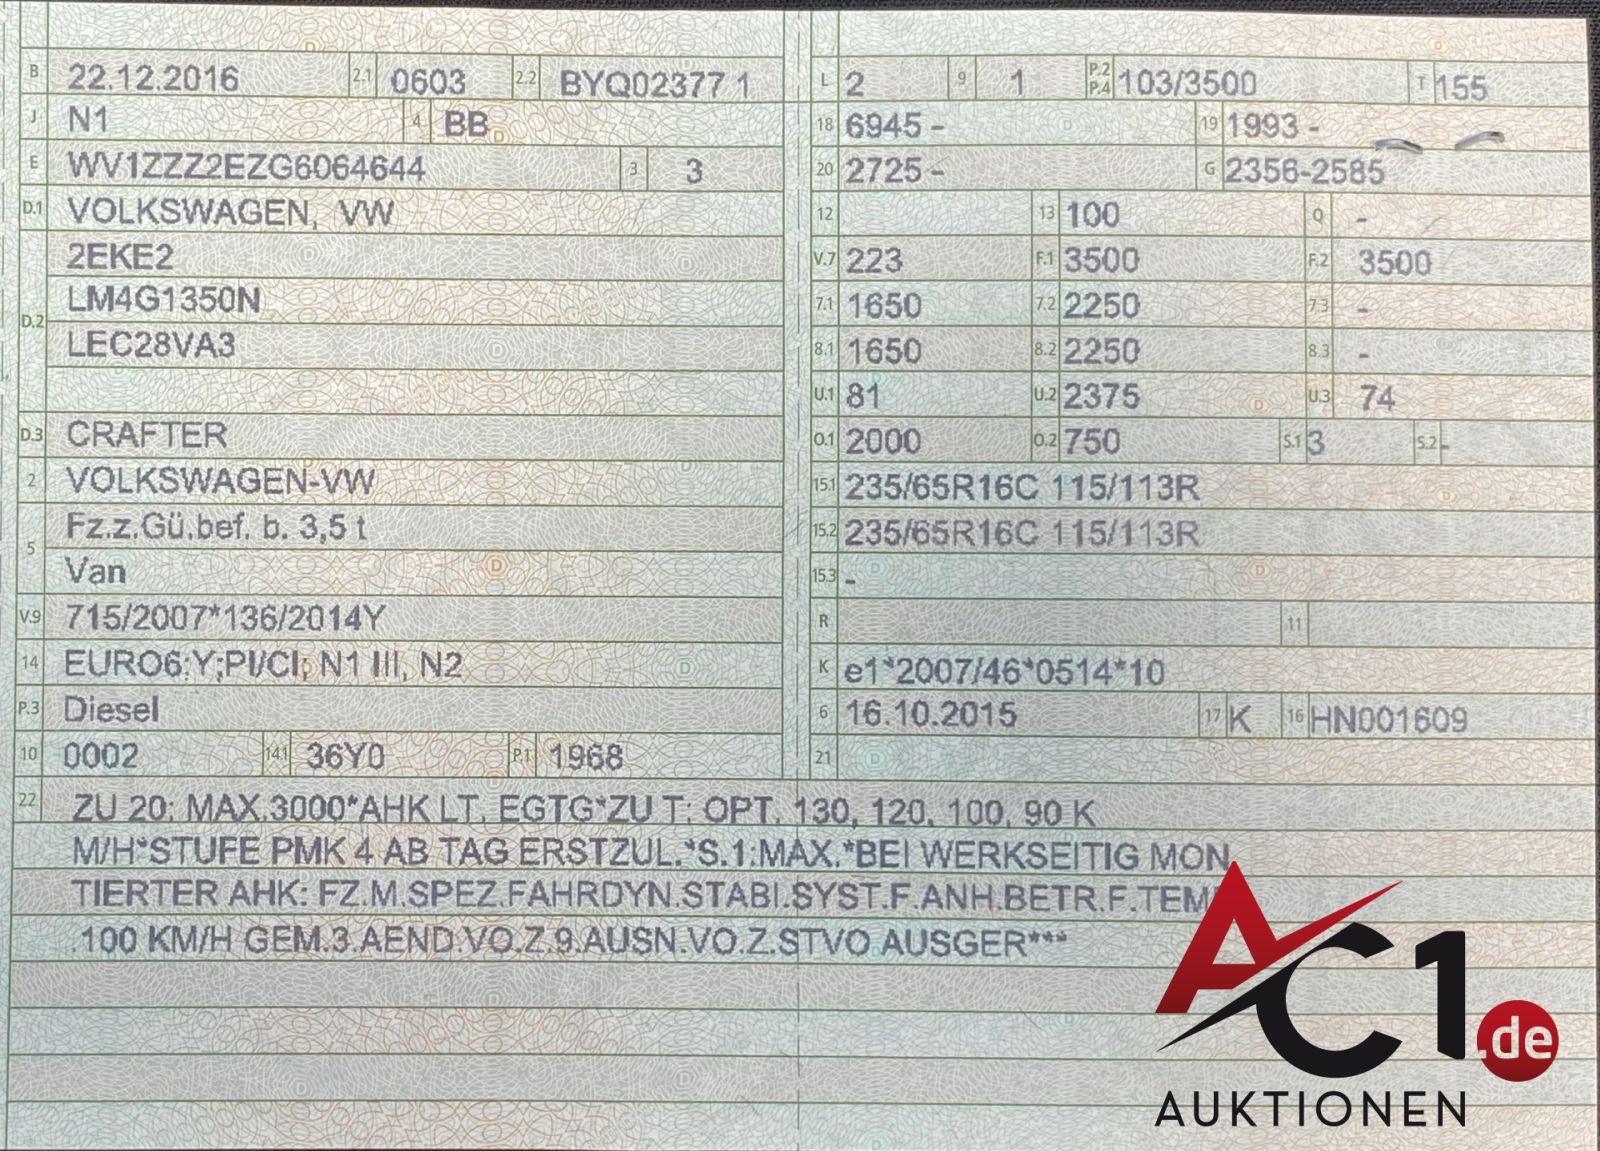 B 22.12.2016 2.1 0603 2.2 BYQ02377 1
J N1 4 BB
E WV1ZZZ2EZG6064644 3 3
D.1 VOLKSWAGEN, VW
2EKE2
D.2 LM4G1350N
LEC28VA3
D.3 CRAFTER
2 VOLKSWAGEN-VW
5 Fz.z.Gü.bef. b. 3,5 t
Van
V.9 715/2007*136/2014Y
14 EURO6;Y;PI/CI; N1 III, N2
P.3 Diesel
10 0002 14.1 36Y0 P.1 1968
L 2 9 1 P.2 P.4 103/3500 T 155
18 6945 - 19 1993 -
20 2725 - G 2356-2585
12 13 100 Q -
V.7 223 F.1 3500 F.2 3500
7.1 1650 7.2 2250 7.3 -
8.1 1650 8.2 2250 8.3 -
U.1 81 U.2 2375 U.3 74
O.1 2000 O.2 750 S.1 3 S.2 -
15.1 235/65R16C 115/113R
15.2 235/65R16C 115/113R
15.3 -
R 11
K e1*2007/46*0514*10
6 16.10.2015 17 K 16 HN001609
21
22 ZU 20: MAX.3000*AHK LT. EGTG*ZU T: OPT. 130, 120, 100, 90 K
M/H*STUFE PMK 4 AB TAG ERSTZUL.*S.1:MAX.*BEI WERKSEITIG MON
TIERTER AHK: FZ.M.SPEZ.FAHRDYN.STABI.SYST.F.ANH.BETR.F.TEM
.100 KM/H GEM.3.AEND.VO.Z.9.AUSN.VO.Z.STVO AUSGER***
AC1.de
AUKTIONEN